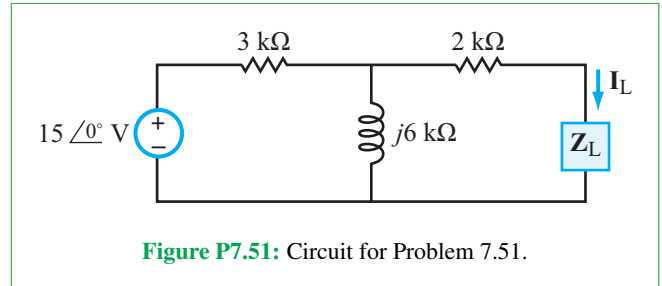 3 kΩ 2 kΩ
I_L
15 ∠0° V
+
−
j6 kΩ
Z_L
Figure P7.51: Circuit for Problem 7.51.